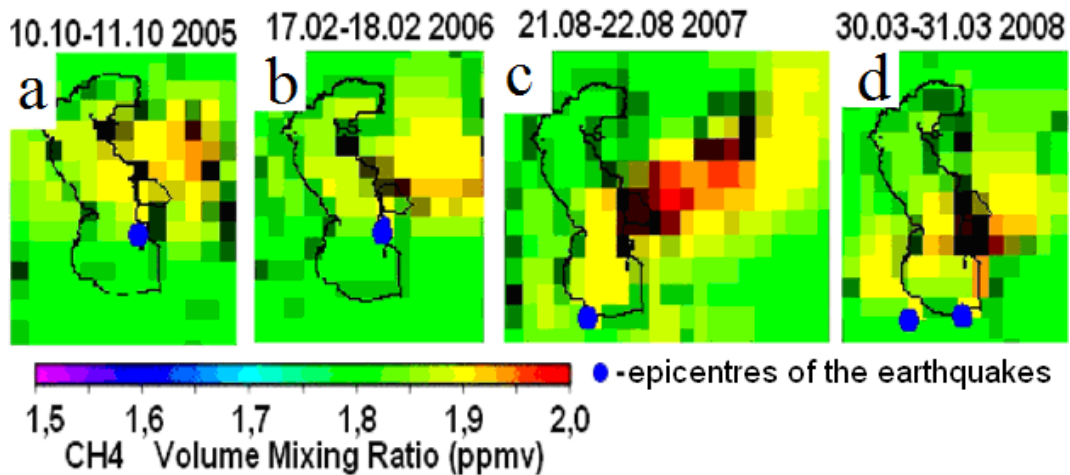 10.10-11.10 2005 17.02-18.02 2006 21.08-22.08 2007 30.03-31.03 2008
a b c d
-epicentres of the earthquakes
1,5 1,6 1,7 1,8 1,9 2,0
CH4 Volume Mixing Ratio (ppmv)